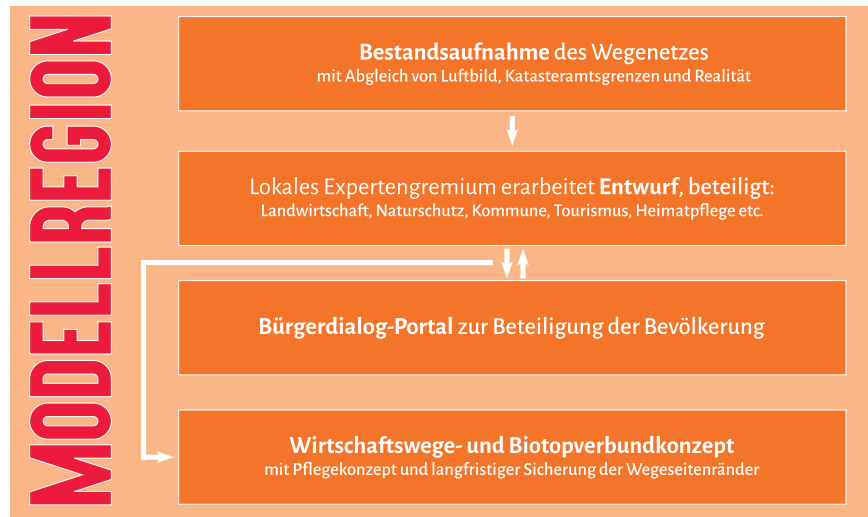 MODELLREGION
Bestandsaufnahme des Wegenetzes
mit Abgleich von Luftbild, Katasteramtsgrenzen und Realität
Lokales Expertengremium erarbeitet Entwurf, beteiligt:
Landwirtschaft, Naturschutz, Kommune, Tourismus, Heimatpflege etc.
Bürgerdialog-Portal zur Beteiligung der Bevölkerung
Wirtschaftswege- und Biotopverbundkonzept
mit Pflegekonzept und langfristiger Sicherung der Wegeseitenränder